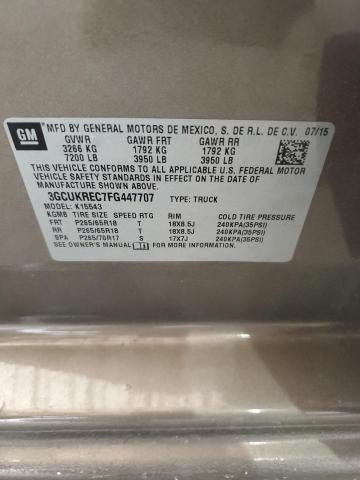 GM MFD BY GENERAL MOTORS DE MEXICO, S. DE R.L. DE C.V. 07/15
GVWR GAWR FRT GAWR RR
3266 KG 1792 KG 1792 KG
7200 LB 3950 LB 3950 LB
THIS VEHICLE CONFORMS TO ALL APPLICABLE U.S. FEDERAL MOTOR
VEHICLE SAFETY STANDARDS IN EFFECT ON THE DATE OF
MANUFACTURE SHOWN ABOVE.
3GCUKREC7FG447707 TYPE: TRUCK
MODEL: K15543
KGMB TIRE SIZE SPEED RTG RIM COLD TIRE PRESSURE
FRT P265/65R18 T 18X8.5J 240KPA(35PSI)
RR P265/65R18 T 18X8.5J 240KPA(35PSI)
SPA P265/70R17 S 17X7J 240KPA(35PSI)
SEE OWNER'S MANUAL FOR MORE INFORMATION.